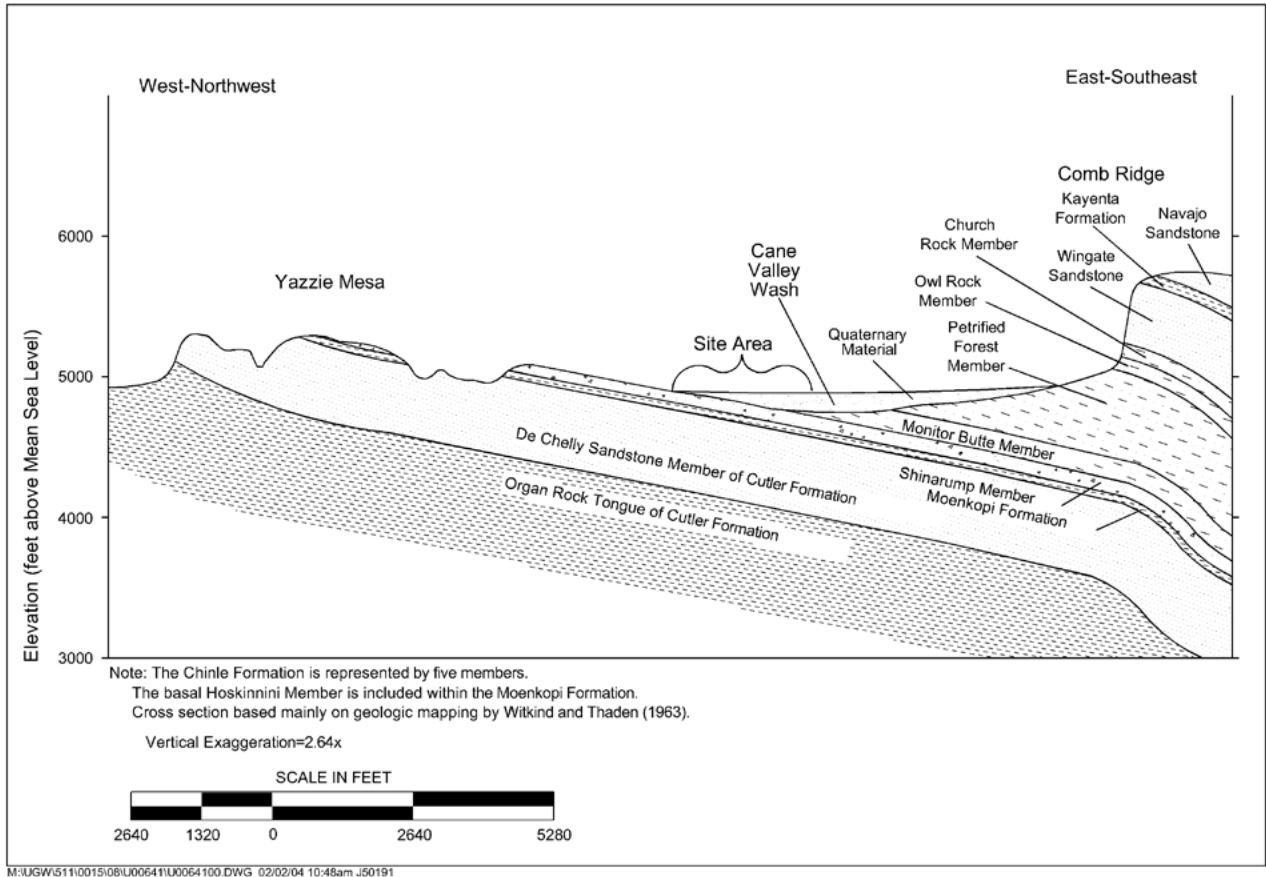 West-Northwest
East-Southeast
Comb Ridge
Kayenta
Formation
Navajo
Sandstone
Church
Rock Member
Wingate
Sandstone
Cane
Valley
Wash
Owl Rock
Member
Yazzie Mesa
Quaternary
Material
Petrified
Forest
Member
Site Area
Elevation (feet above Mean Sea Level)
6000
5000
4000
3000
Monitor Butte Member
De Chelly Sandstone Member of Cutler Formation
Shinarump Member
Moenkopi Formation
Organ Rock Tongue of Cutler Formation
Note: The Chinle Formation is represented by five members.
The basal Hoskinnini Member is included within the Moenkopi Formation.
Cross section based mainly on geologic mapping by Witkind and Thaden (1963).
Vertical Exaggeration=2.64x
SCALE IN FEET
2640 1320 0 2640 5280
M:\UGW\511\0015\08\U00641\U0064100.DWG 02/02/04 10:48am J50191